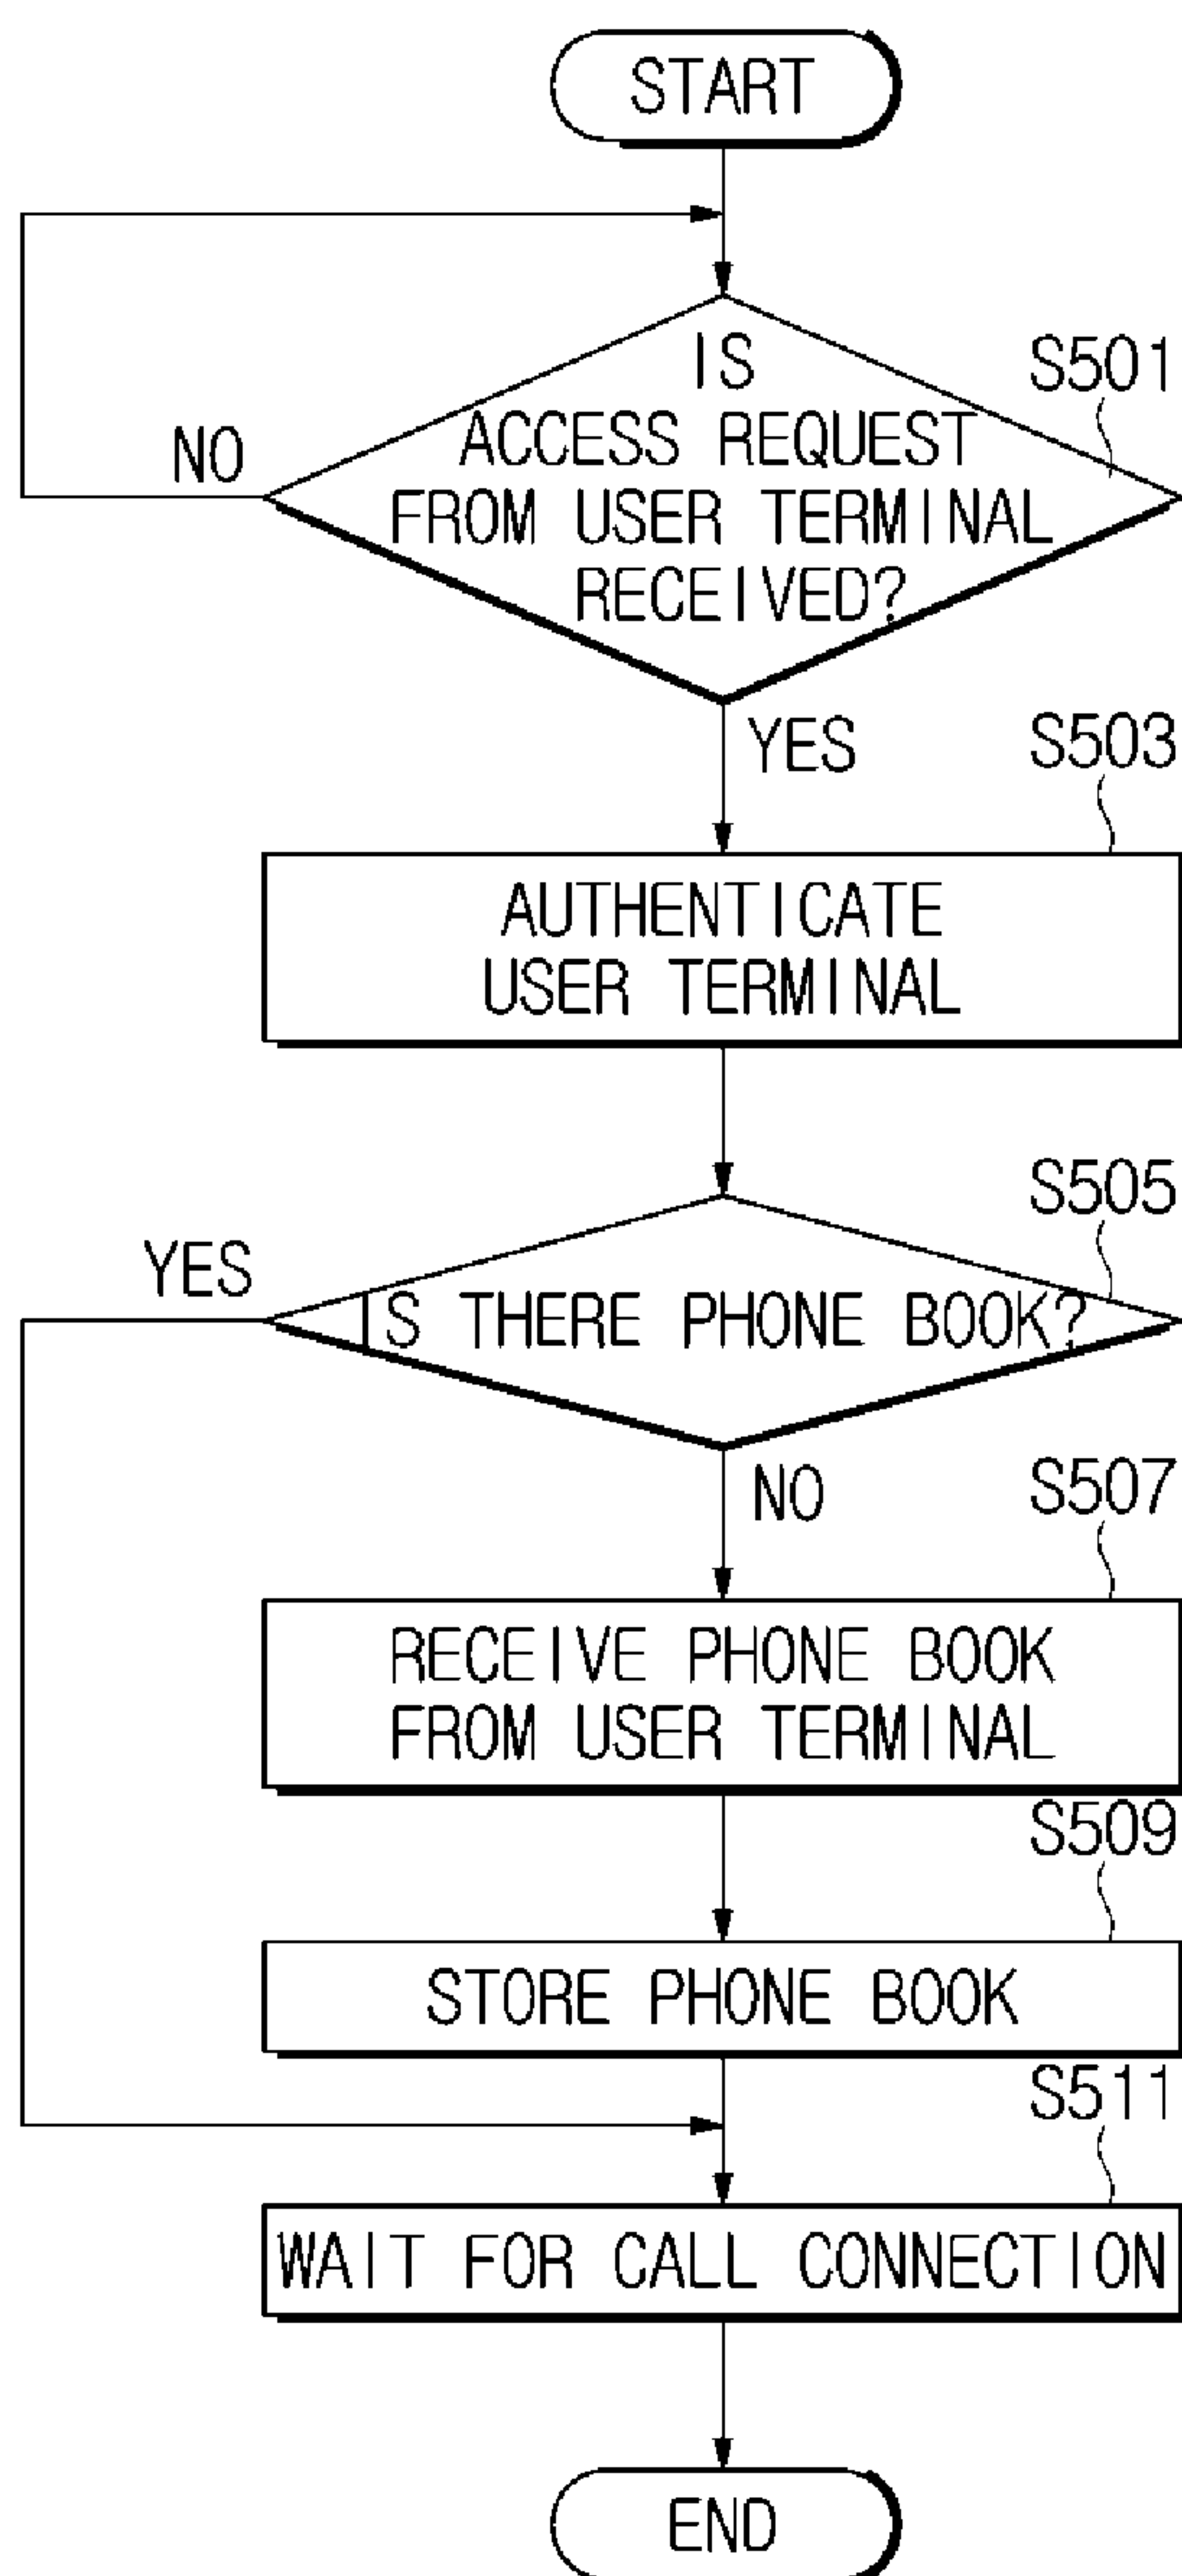 START
IS
S501
ACCESS REQUEST
NO
FROM USER TERMINAL
RECEIVED?
YES
S503
AUTHENTICATE
USER TERMINAL
S505
YES
IS THERE PHONE BOOK?
NO
S507
RECEIVE PHONE BOOK
FROM USER TERMINAL
S509
STORE PHONE BOOK
S511
WAIT FOR CALL CONNECTION
END